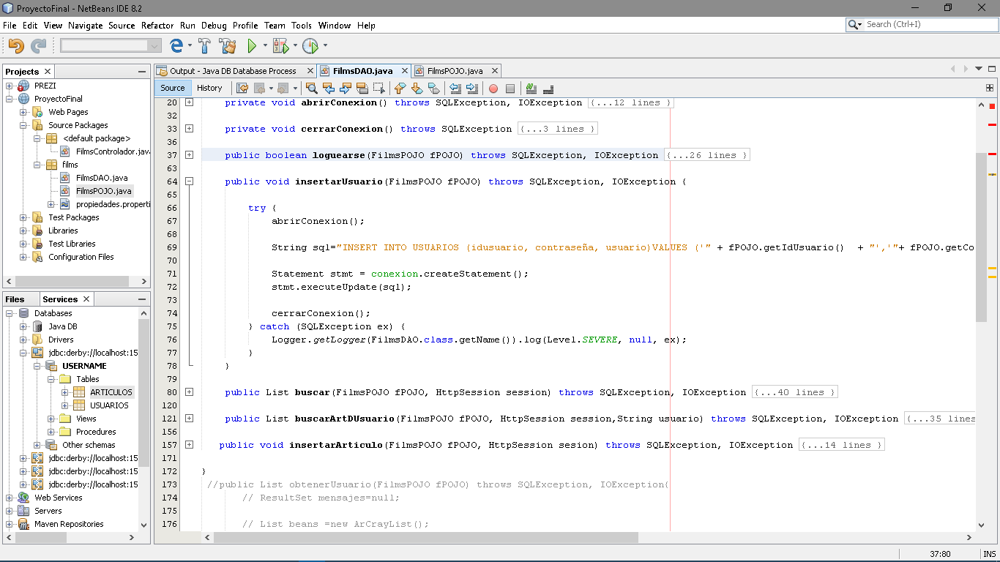 ProyectoFinal - NetBeans IDE 8.2
File Edit View Navigate Source Refactor Run Debug Profile Team Tools Window Help
Search (Ctrl+I)
Projects
PREZI
ProyectoFinal
Web Pages
Source Packages
<default package>
FilmsControlador.java
films
FilmsDAO.java
FilmsPOJO.java
propiedades.properti
Test Packages
Libraries
Test Libraries
Configuration Files
Files Services
Databases
Java DB
Drivers
jdbc:derby://localhost:15
USERNAME
Tables
ARTICULOS
USUARIOS
Views
Procedures
Other schemas
jdbc:derby://localhost:15
jdbc:derby://localhost:15
jdbc:derby://localhost:15
Web Services
Servers
Maven Repositories
Output - Java DB Database Process FilmsDAO.java FilmsPOJO.java
Source History
20 private void abrirConexion() throws SQLException, IOException {...12 lines }
32
33 private void cerrarConexion() throws SQLException {...3 lines }
36
37 public boolean loguearse(FilmsPOJO fPOJO) throws SQLException, IOException {...26 lines }
63
64 public void insertarUsuario(FilmsPOJO fPOJO) throws SQLException, IOException {
65
66 try {
67 abrirConexion();
68
69 String sql="INSERT INTO USUARIOS (idusuario, contraseña, usuario)VALUES ('" + fPOJO.getIdUsuario() + "','"+ fPOJO.getCo
70
71 Statement stmt = conexion.createStatement();
72 stmt.executeUpdate(sql);
73
74 cerrarConexion();
75 } catch (SQLException ex) {
76 Logger.getLogger(FilmsDAO.class.getName()).log(Level.SEVERE, null, ex);
77 }
78 }
79
80 public List buscar(FilmsPOJO fPOJO, HttpSession session) throws SQLException, IOException {...40 lines }
120
121 public List buscarArtDUsuario(FilmsPOJO fPOJO, HttpSession session,String usuario) throws SQLException, IOException {...35 lines
156
157 public void insertarArticulo(FilmsPOJO fPOJO, HttpSession sesion) throws SQLException, IOException {...14 lines }
171
172 }
173 //public List obtenerUsuario(FilmsPOJO fPOJO) throws SQLException, IOException{
174 // ResultSet mensajes=null;
175
176 // List beans =new ArCrayList();
37:80 INS